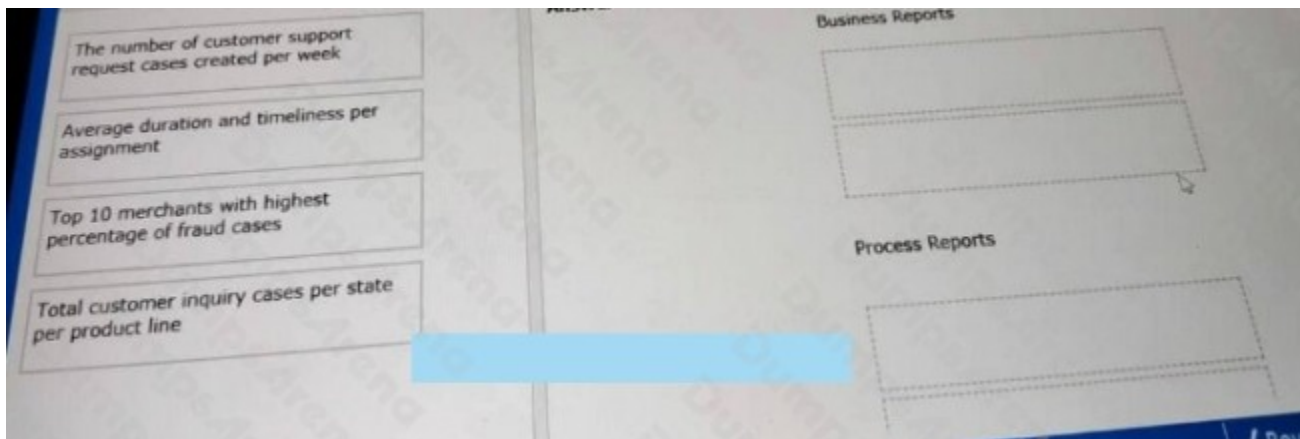 The number of customer support
request cases created per week
Average duration and timeliness per
assignment
Top 10 merchants with highest
percentage of fraud cases
Total customer inquiry cases per state
per product line
Business Reports
Process Reports